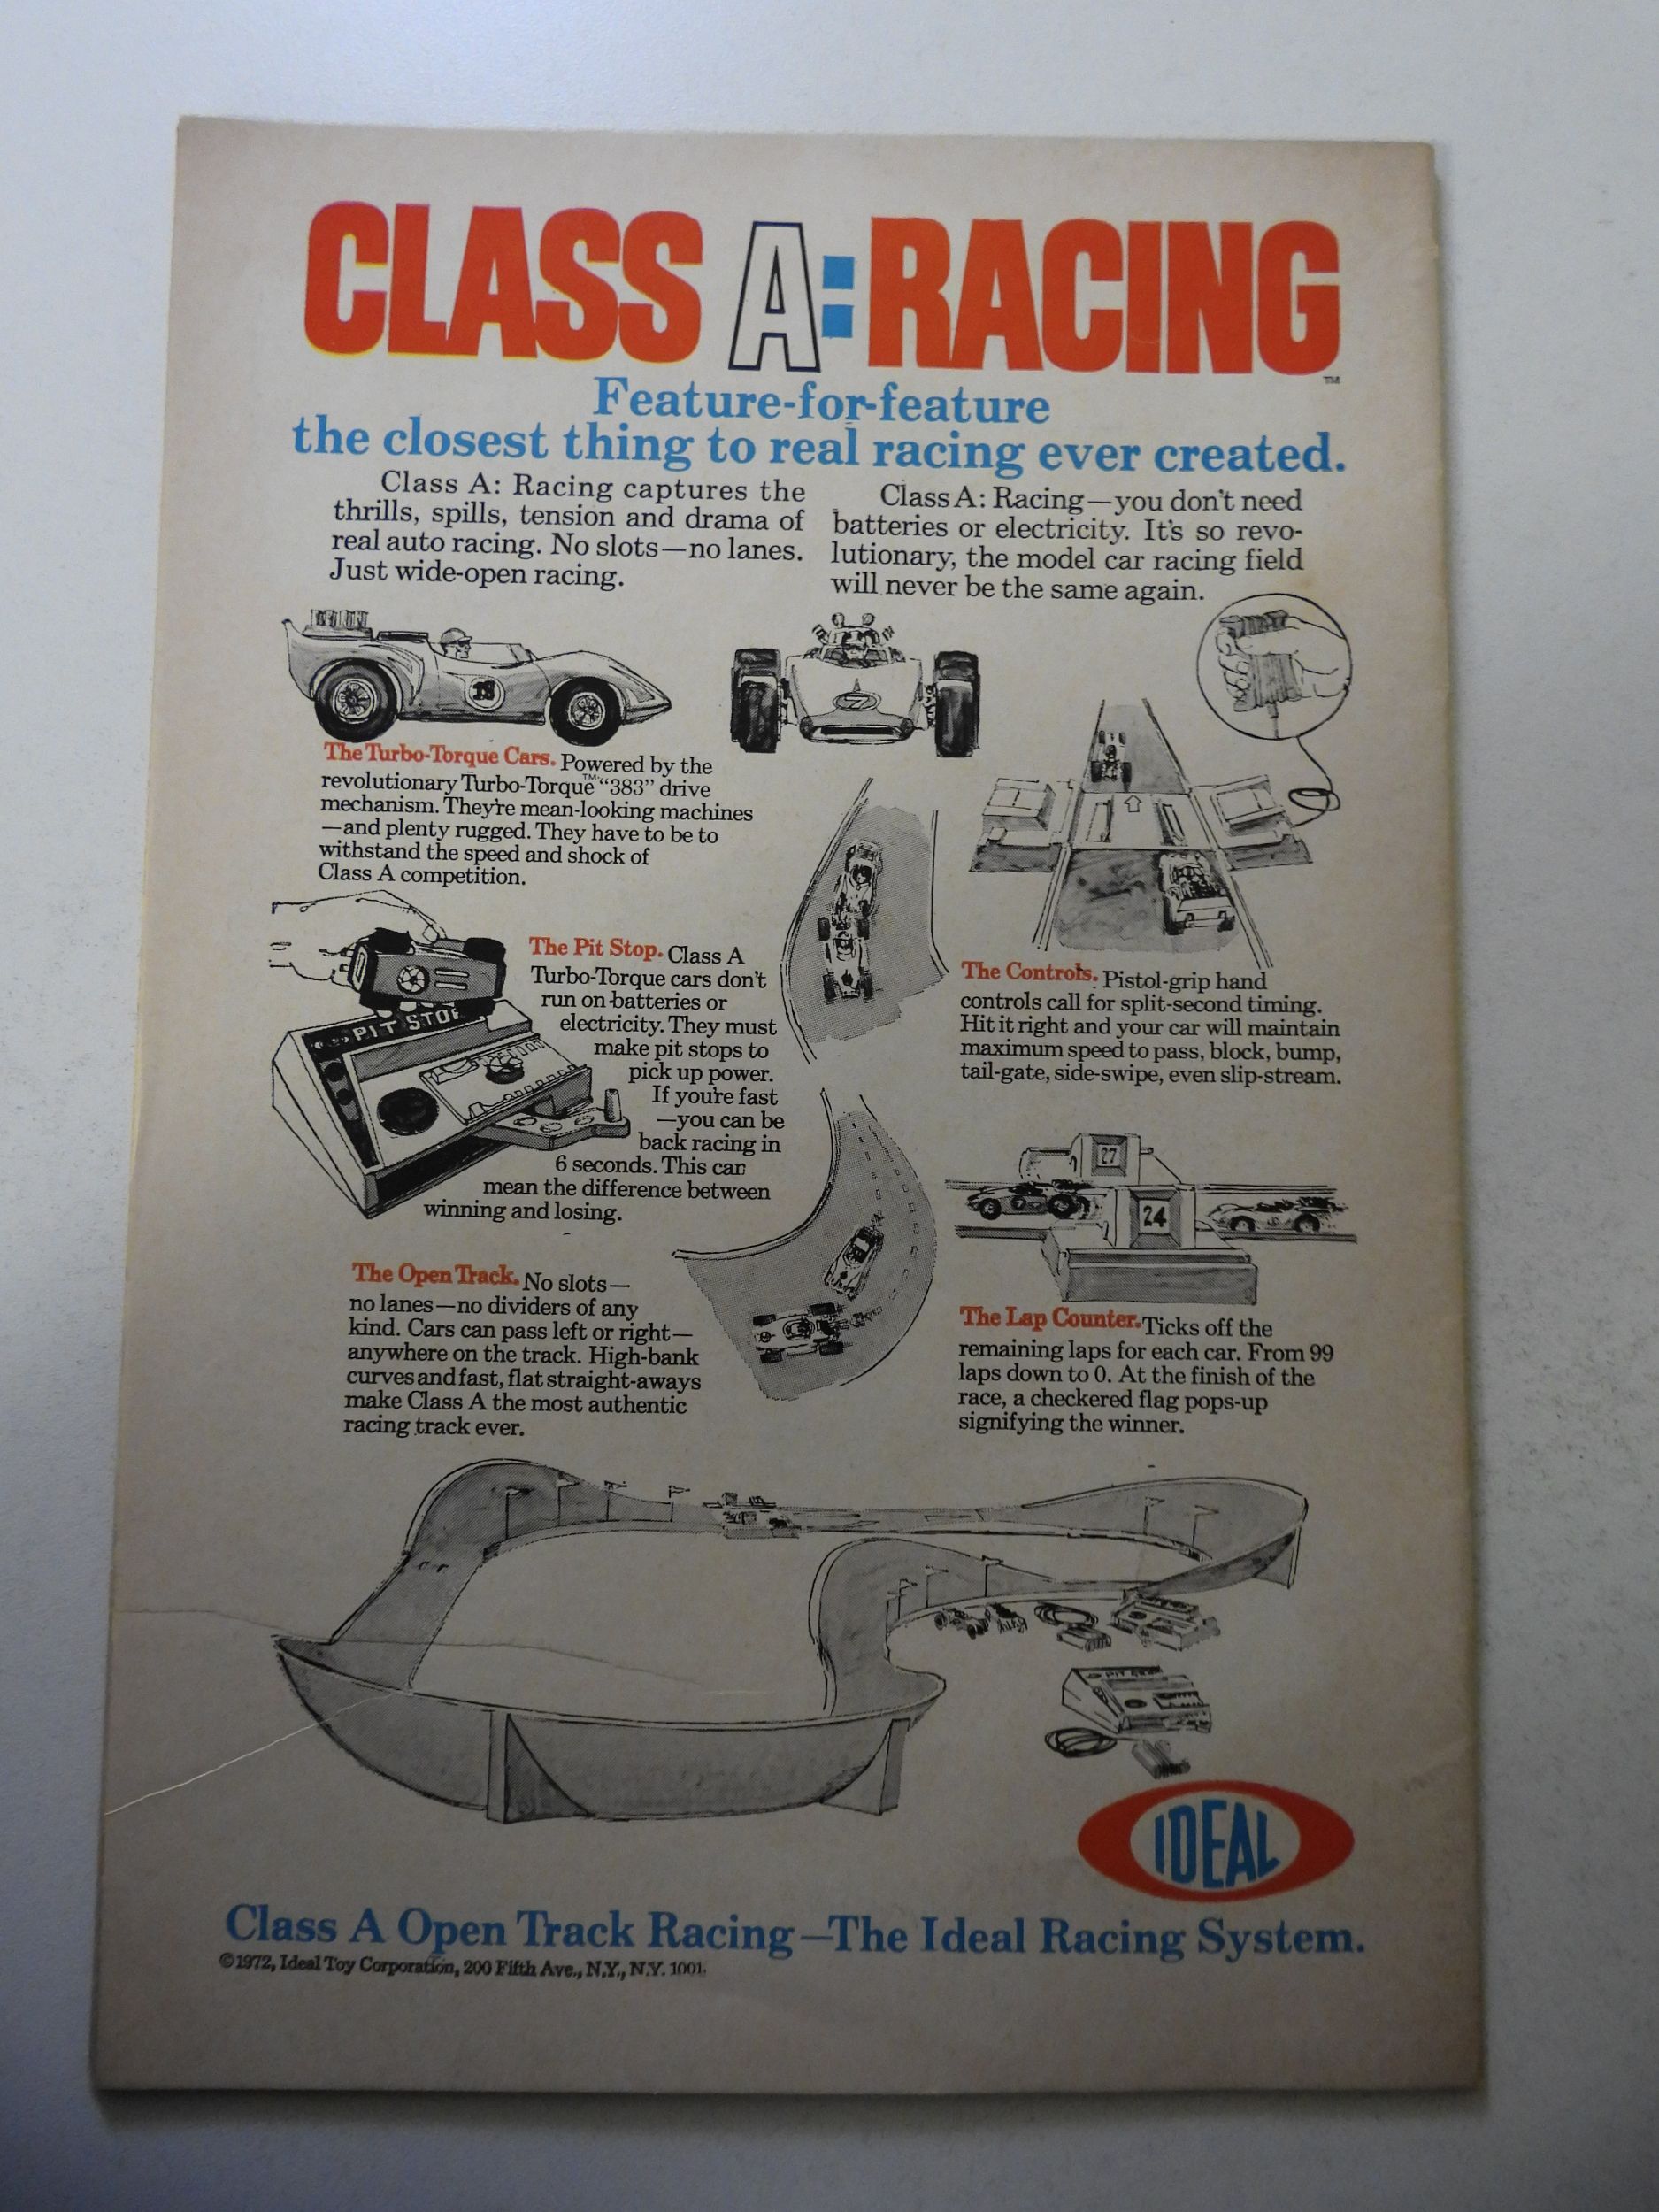 CLASS A: RACING
TM
Feature-for-feature
the closest thing to real racing ever created.
Class A: Racing captures the
thrills, spills, tension and drama of
real auto racing. No slots—no lanes.
Just wide-open racing.
Class A: Racing—you don't need
batteries or electricity. It's so revo-
lutionary, the model car racing field
will never be the same again.
The Turbo-Torque Cars. Powered by the
revolutionary Turbo-Torque™ "383" drive
mechanism. They're mean-looking machines
—and plenty rugged. They have to be to
withstand the speed and shock of
Class A competition.
PIT STOP
The Pit Stop. Class A
Turbo-Torque cars don't
run on batteries or
electricity. They must
make pit stops to
pick up power.
If you're fast
—you can be
back racing in
6 seconds. This can
mean the difference between
winning and losing.
The Open Track. No slots—
no lanes—no dividers of any
kind. Cars can pass left or right—
anywhere on the track. High-bank
curves and fast, flat straight-aways
make Class A the most authentic
racing track ever.
The Controls. Pistol-grip hand
controls call for split-second timing.
Hit it right and your car will maintain
maximum speed to pass, block, bump,
tail-gate, side-swipe, even slip-stream.
27
24
The Lap Counter. Ticks off the
remaining laps for each car. From 99
laps down to 0. At the finish of the
race, a checkered flag pops-up
signifying the winner.
IDEAL
Class A Open Track Racing—The Ideal Racing System.
©1972, Ideal Toy Corporation, 200 Fifth Ave., N.Y., N.Y.